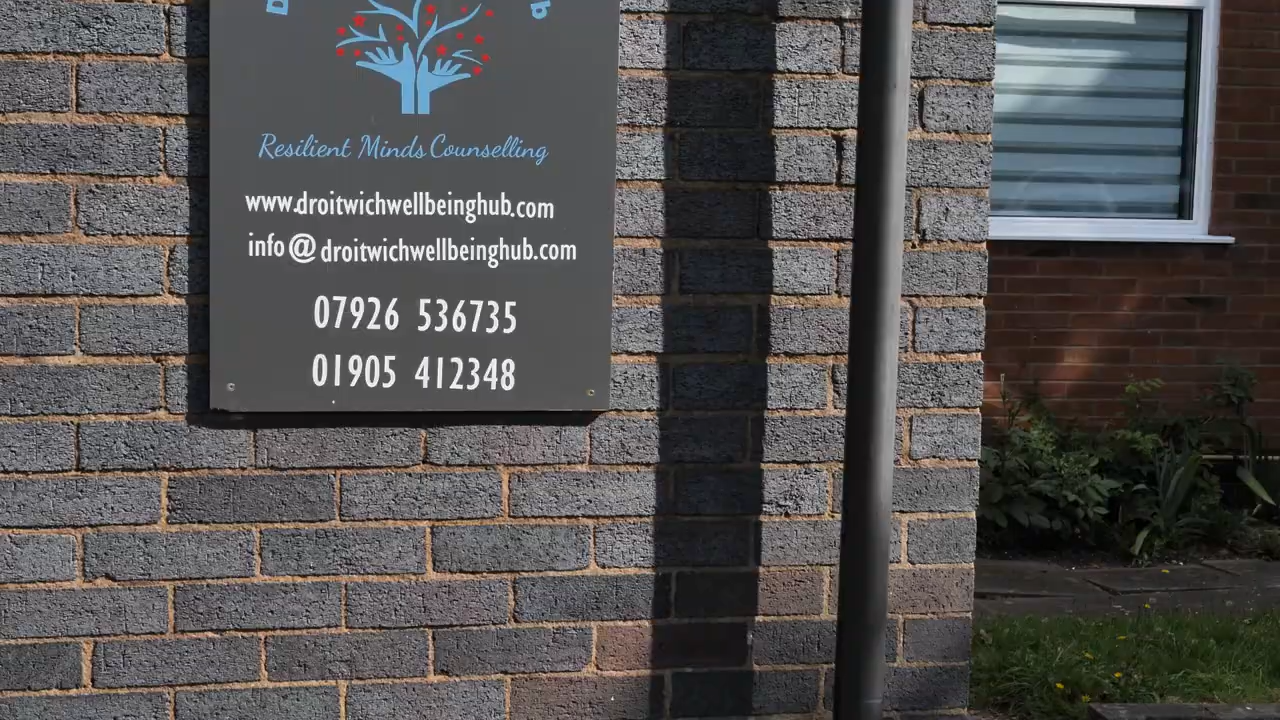 Resilient Minds Counselling
www.droitwichwellbeinghub.com
info@droitwichwellbeinghub.com
07926 536735
01905 412348